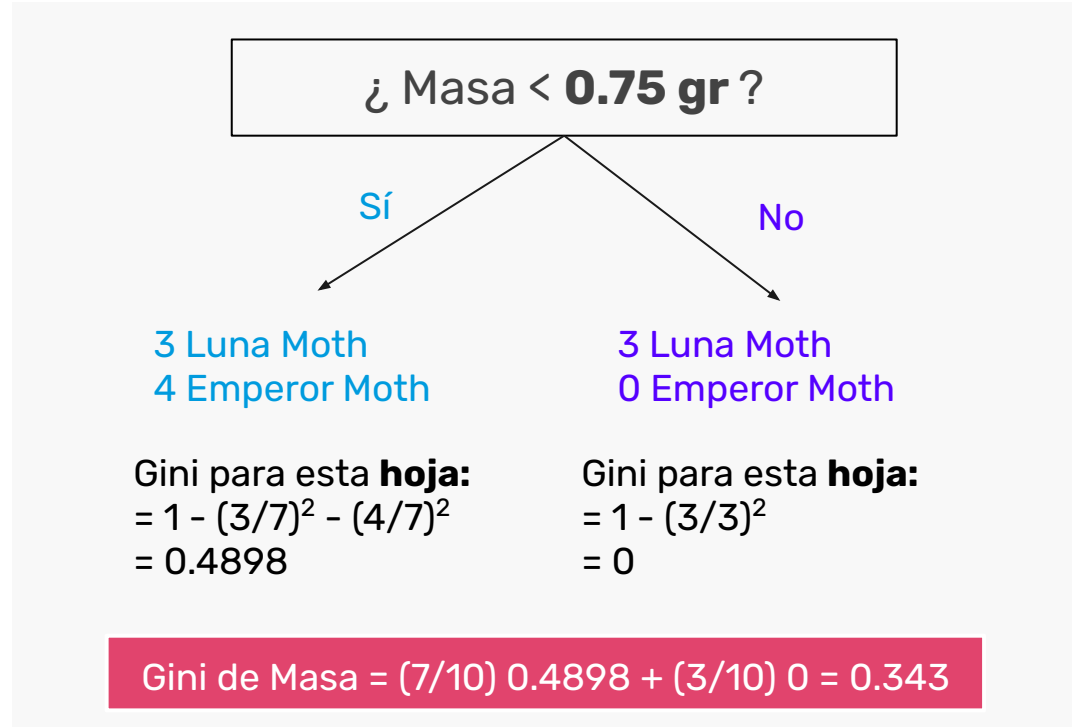 ¿ Masa < 0.75 gr ?
Sí
No
3 Luna Moth
4 Emperor Moth
3 Luna Moth
0 Emperor Moth
Gini para esta hoja:
= 1 - (3/7)² - (4/7)²
= 0.4898
Gini para esta hoja:
= 1 - (3/3)²
= 0
Gini de Masa = (7/10) 0.4898 + (3/10) 0 = 0.343